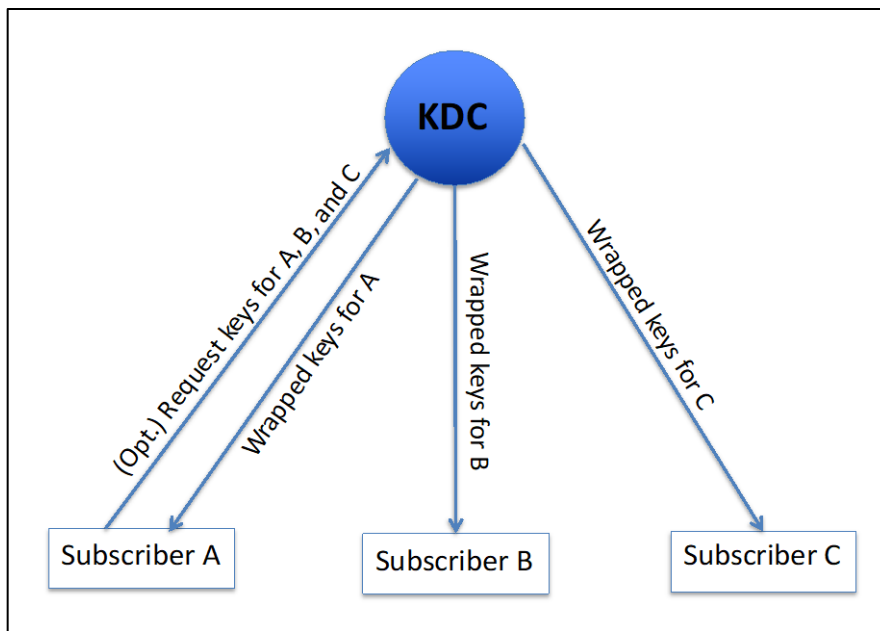 KDC
(Opt.) Request keys for A, B, and C
Wrapped keys for A
Wrapped keys for B
Wrapped keys for C
Subscriber A
Subscriber B
Subscriber C